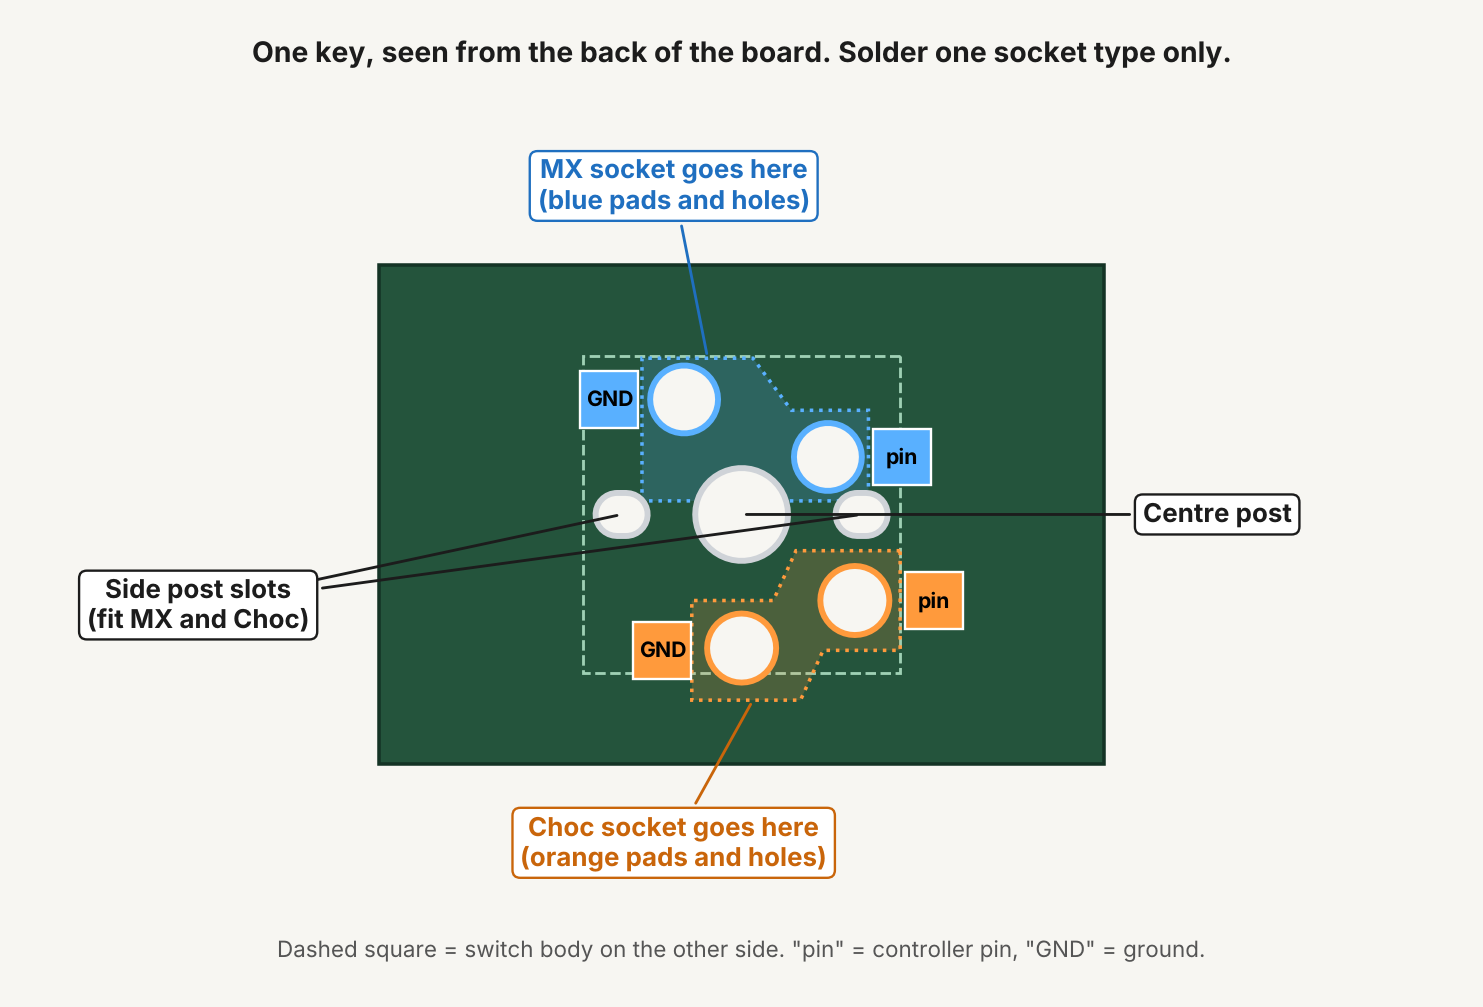 One key, seen from the back of the board. Solder one socket type only.
MX socket goes here
(blue pads and holes)
GND
pin
Centre post
Side post slots
(fit MX and Choc)
pin
GND
Choc socket goes here
(orange pads and holes)
Dashed square = switch body on the other side. "pin" = controller pin, "GND" = ground.